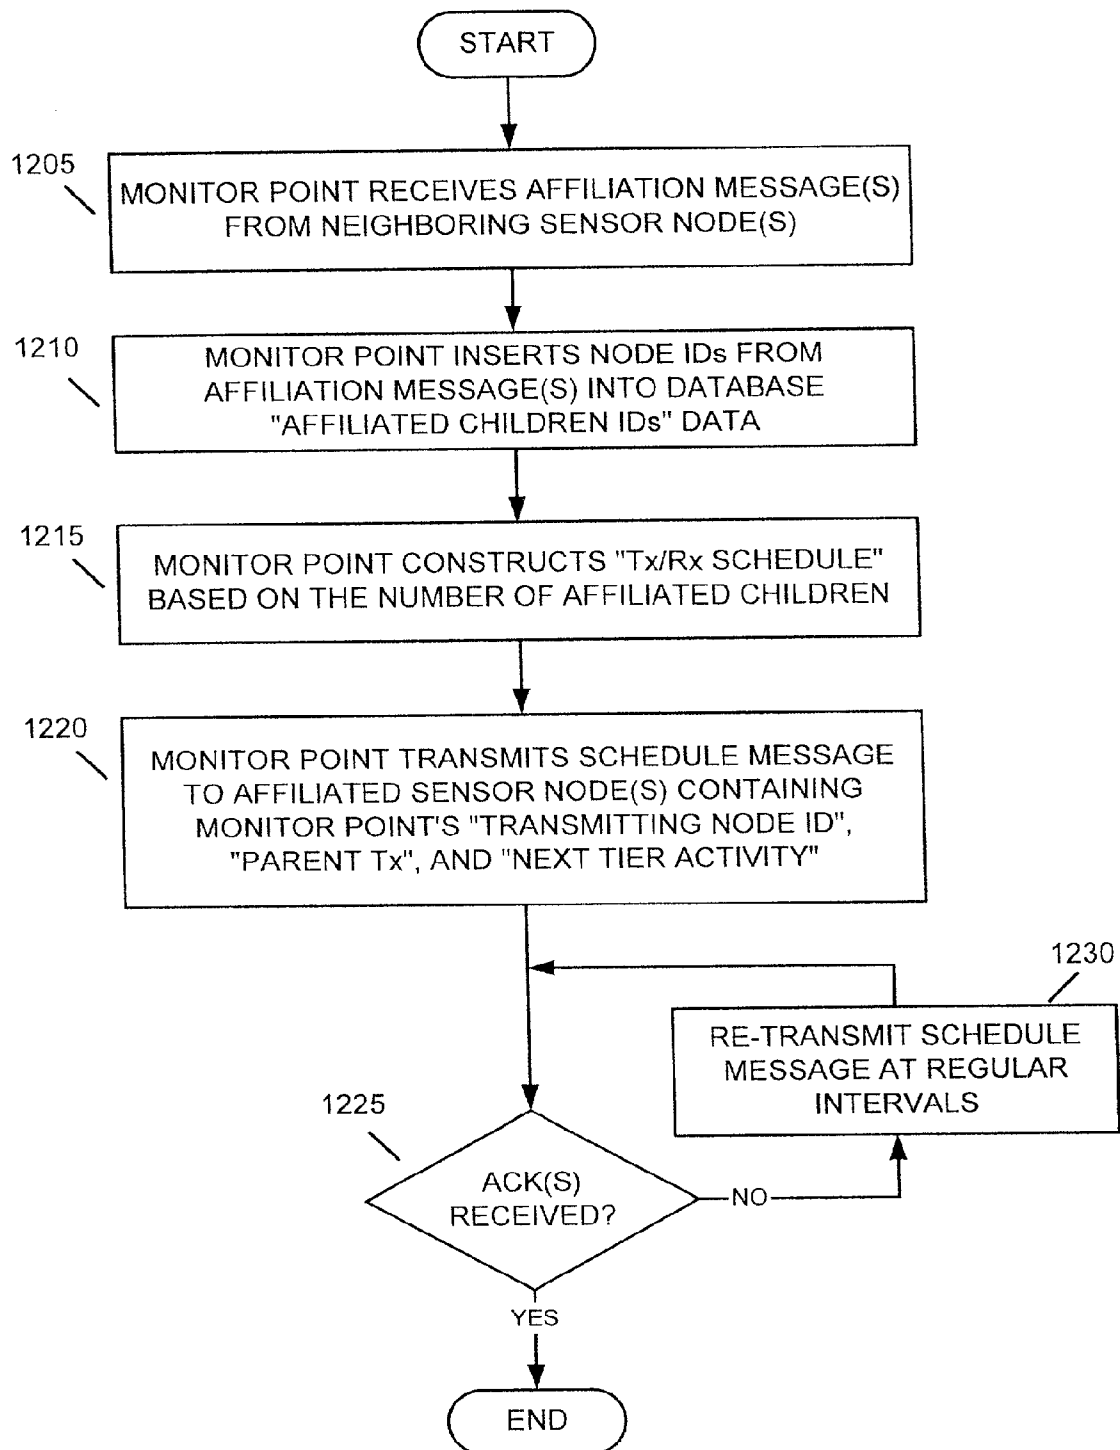 START
1205
MONITOR POINT RECEIVES AFFILIATION MESSAGE(S)
FROM NEIGHBORING SENSOR NODE(S)
1210
MONITOR POINT INSERTS NODE IDs FROM
AFFILIATION MESSAGE(S) INTO DATABASE
"AFFILIATED CHILDREN IDs" DATA
1215
MONITOR POINT CONSTRUCTS "Tx/Rx SCHEDULE"
BASED ON THE NUMBER OF AFFILIATED CHILDREN
1220
MONITOR POINT TRANSMITS SCHEDULE MESSAGE
TO AFFILIATED SENSOR NODE(S) CONTAINING
MONITOR POINT'S "TRANSMITTING NODE ID",
"PARENT Tx", AND "NEXT TIER ACTIVITY"
1230
RE-TRANSMIT SCHEDULE
MESSAGE AT REGULAR
INTERVALS
1225
ACK(S)
RECEIVED?
NO
YES
END